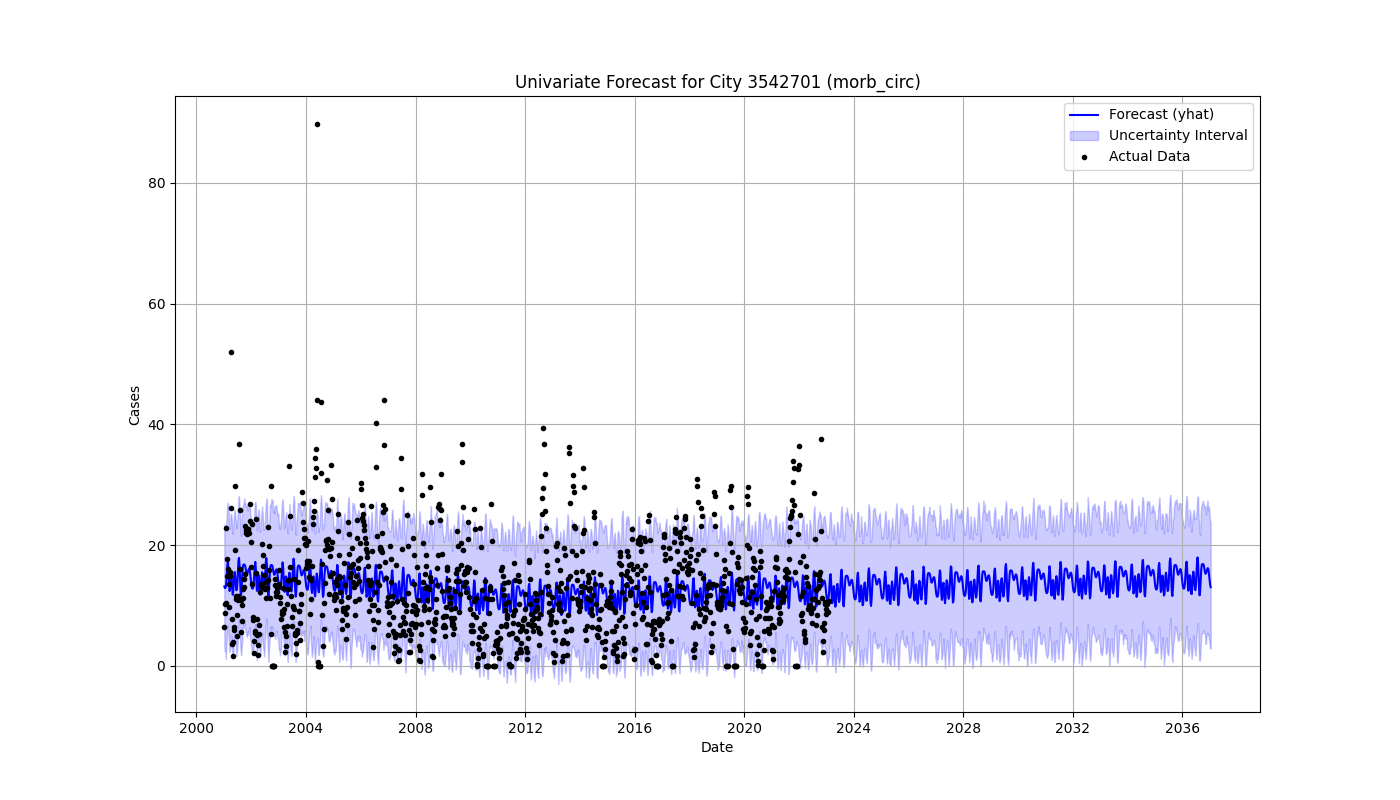 Univariate Forecast for City 3542701 (morb_circ)
Forecast (yhat)
Uncertainty Interval
Actual Data
Cases
80
60
40
20
0
2000 2004 2008 2012 2016 2020 2024 2028 2032 2036
Date